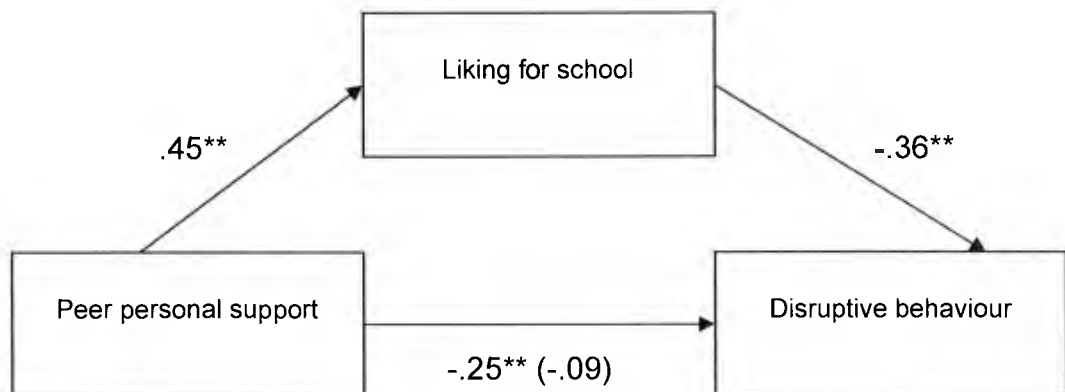 Liking for school
.45**
-.36**
Peer personal support
Disruptive behaviour
-.25** (-.09)